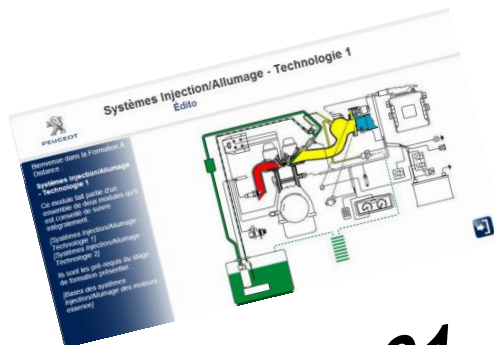 Systèmes Injection/Allumage - Technologie 1
Édito
PEUGEOT
Bienvenue dans la Formation À
Distance
Systèmes Injection/Allumage
- Technologie 1
Ce module fait partie d'un
ensemble de deux modules qu'il
est conseillé de suivre
intégralement.
[Systèmes Injection/Allumage -
Technologie 1]
[Systèmes Injection/Allumage -
Technologie 2]
Ils sont les pré-requis du stage
de formation présentiel :
[Bases des systèmes
Injection/Allumage des moteurs
essence]